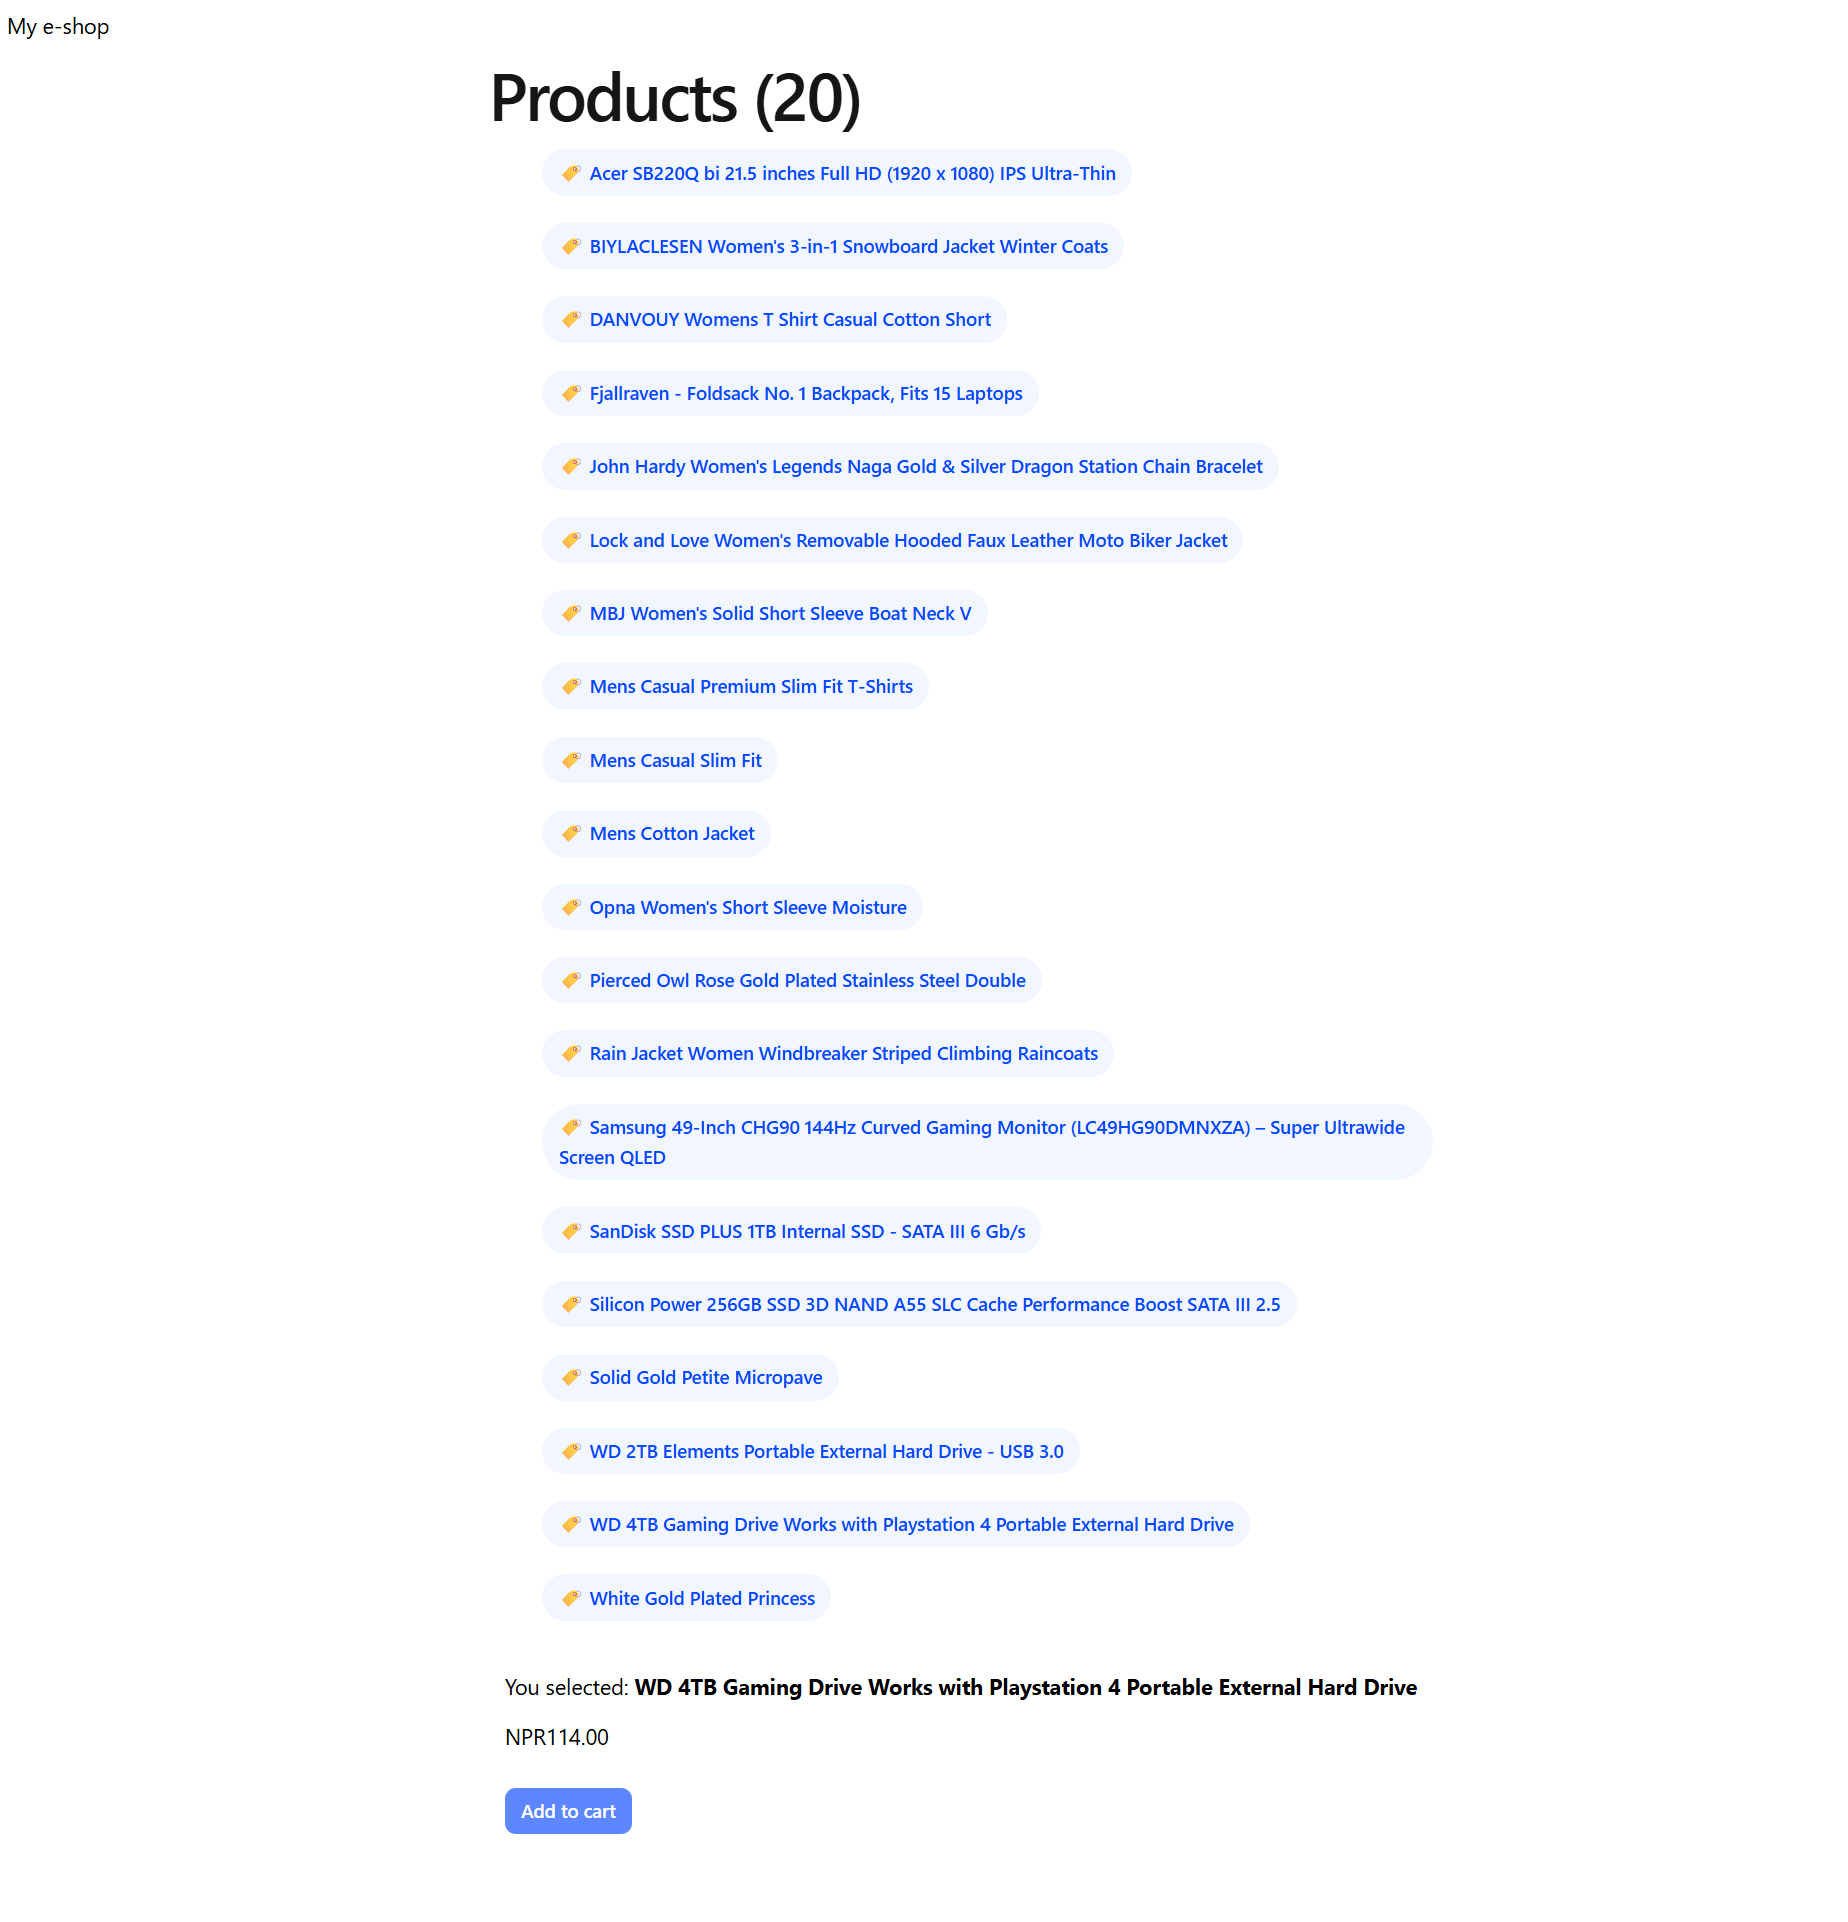 My e-shop
Products (20)
Acer SB220Q bi 21.5 inches Full HD (1920 x 1080) IPS Ultra-Thin
BIYLACLESEN Women's 3-in-1 Snowboard Jacket Winter Coats
DANVOUY Womens T Shirt Casual Cotton Short
Fjallraven - Foldsack No. 1 Backpack, Fits 15 Laptops
John Hardy Women's Legends Naga Gold & Silver Dragon Station Chain Bracelet
Lock and Love Women's Removable Hooded Faux Leather Moto Biker Jacket
MBJ Women's Solid Short Sleeve Boat Neck V
Mens Casual Premium Slim Fit T-Shirts
Mens Casual Slim Fit
Mens Cotton Jacket
Opna Women's Short Sleeve Moisture
Pierced Owl Rose Gold Plated Stainless Steel Double
Rain Jacket Women Windbreaker Striped Climbing Raincoats
Samsung 49-Inch CHG90 144Hz Curved Gaming Monitor (LC49HG90DMNXZA) – Super Ultrawide
Screen QLED
SanDisk SSD PLUS 1TB Internal SSD - SATA III 6 Gb/s
Silicon Power 256GB SSD 3D NAND A55 SLC Cache Performance Boost SATA III 2.5
Solid Gold Petite Micropave
WD 2TB Elements Portable External Hard Drive - USB 3.0
WD 4TB Gaming Drive Works with Playstation 4 Portable External Hard Drive
White Gold Plated Princess
You selected: WD 4TB Gaming Drive Works with Playstation 4 Portable External Hard Drive
NPR114.00
Add to cart